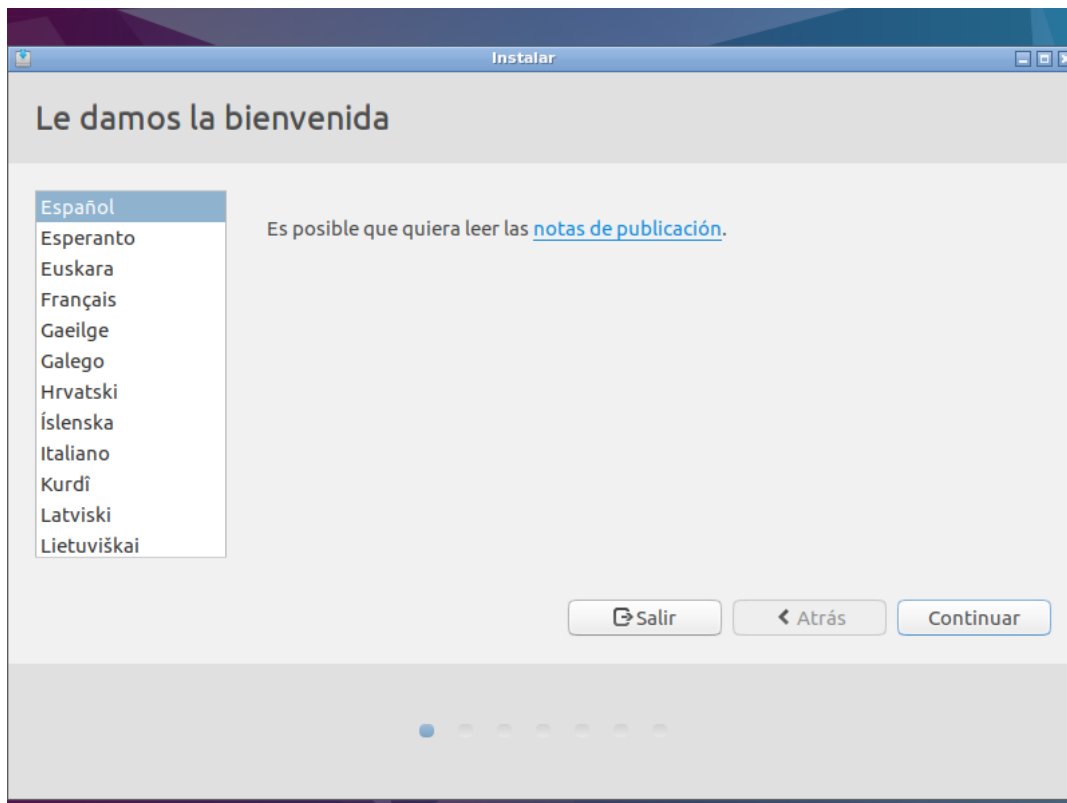 Instalar
Le damos la bienvenida
Español
Esperanto
Euskara
Français
Gaeilge
Galego
Hrvatski
Íslenska
Italiano
Kurdî
Latviski
Lietuviškai
Es posible que quiera leer las notas de publicación.
Salir
Atrás
Continuar